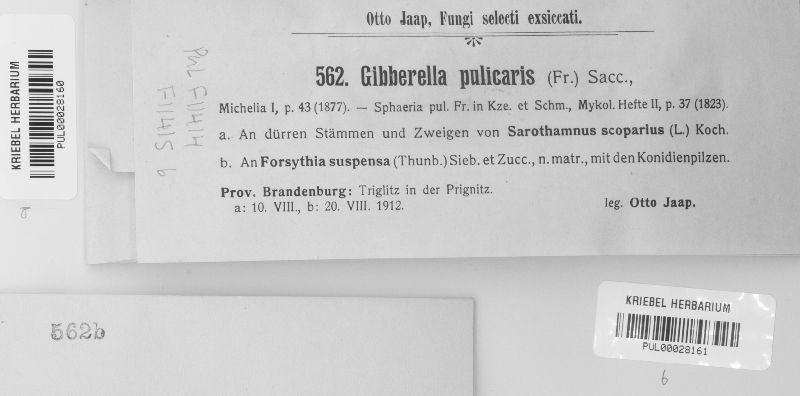 Otto Jaap, Fungi selecti exsiccati.
562. Gibberella pulicaris (Fr.) Sacc.,
Michelia I, p. 43 (1877). — Sphaeria pul. Fr. in Kze. et Schm., Mykol. Hefte II, p. 37 (1823).
a. An dürren Stämmen und Zweigen von Sarothamnus scoparius (L.) Koch.
b. An Forsythia suspensa (Thunb.) Sieb. et Zucc., n. matr., mit den Konidienpilzen.
Prov. Brandenburg: Triglitz in der Prignitz.
a: 10. VIII., b: 20. VIII. 1912.
leg. Otto Jaap.
KRIEBEL HERBARIUM
PUL00028160
a
PUL F11414
F11415
b
562b
KRIEBEL HERBARIUM
PUL00028161
b